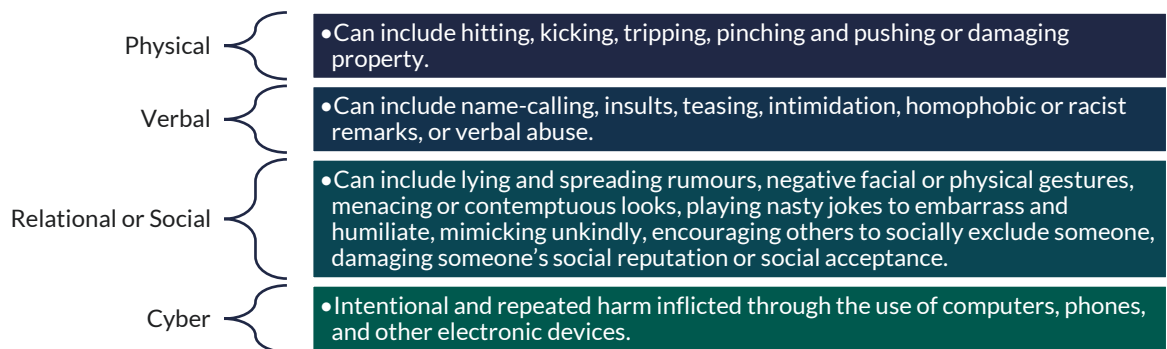 Physical
•Can include hitting, kicking, tripping, pinching and pushing or damaging
property.
Verbal
•Can include name-calling, insults, teasing, intimidation, homophobic or racist
remarks, or verbal abuse.
Relational or Social
•Can include lying and spreading rumours, negative facial or physical gestures,
menacing or contemptuous looks, playing nasty jokes to embarrass and
humiliate, mimicking unkindly, encouraging others to socially exclude someone,
damaging someone's social reputation or social acceptance.
Cyber
•Intentional and repeated harm inflicted through the use of computers, phones,
and other electronic devices.